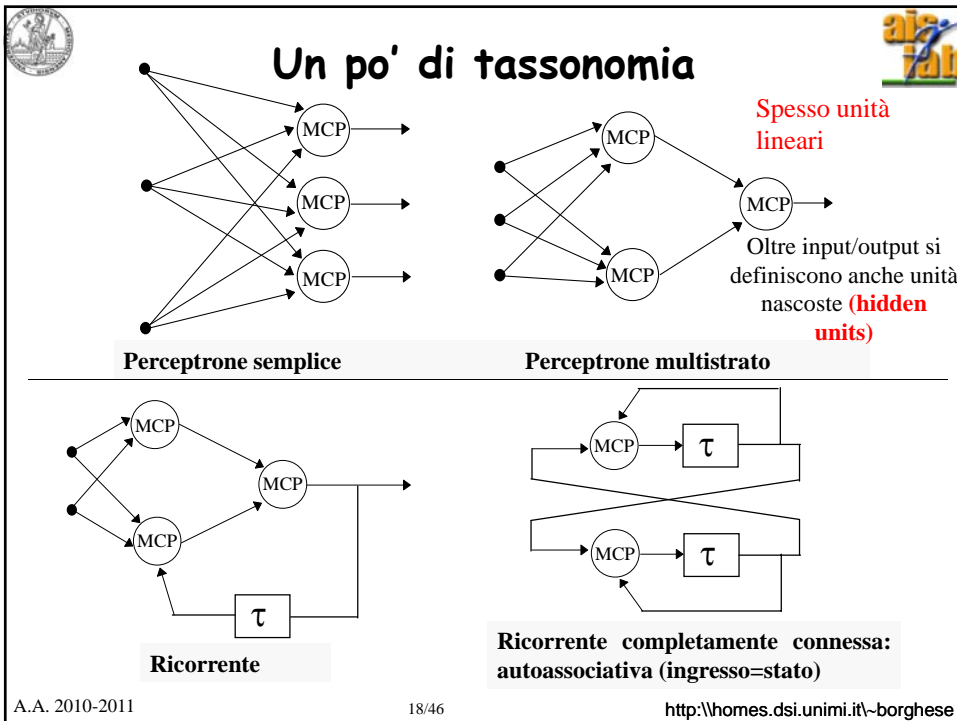 Un po' di tassonomia
ais
lab
MCP
MCP
MCP
Perceptrone semplice
MCP
MCP
MCP
Spesso unità
lineari
Oltre input/output si
definiscono anche unità
nascoste (hidden
units)
Perceptrone multistrato
MCP
MCP
MCP
τ
Ricorrente
MCP
τ
MCP
τ
Ricorrente completamente connessa:
autoassociativa (ingresso=stato)
A.A. 2010-2011
18/46
http:\\homes.dsi.unimi.it\~borghese